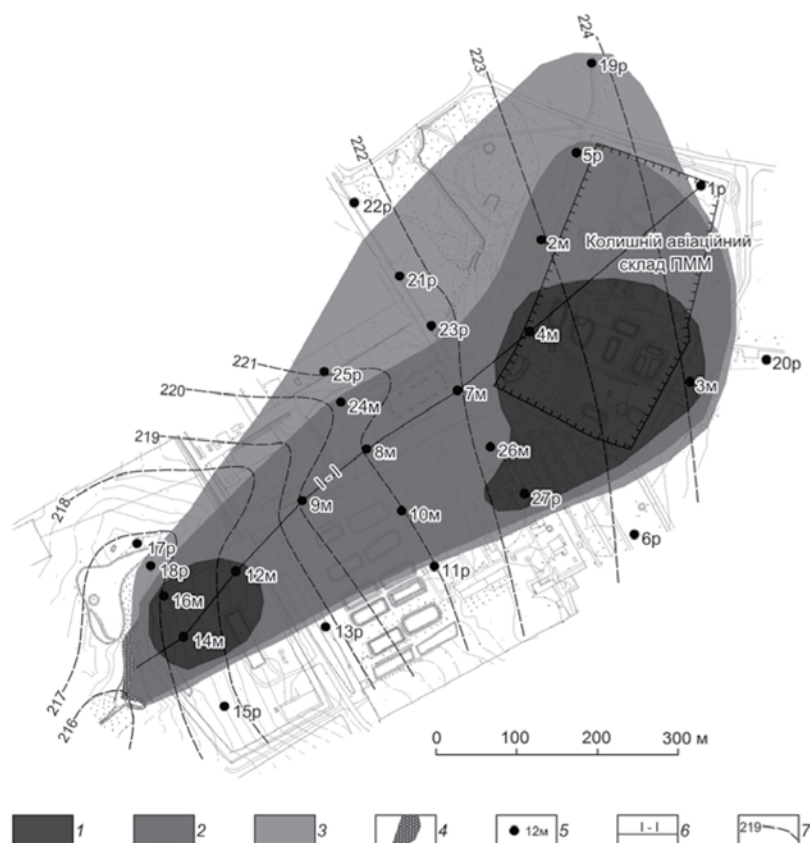 224
223
19р
222
5р
1р
22р
2м
Колишній авіаційний
склад ПММ
21р
4м
23р
221
25р
20р
3м
220
24м
7м
219
8м
26м
I - I
27р
9м
10м
218
6р
17р
18р
12м
11р
16м
14м
13р
217
15р
216
0 100 200 300 м
1 2 3 4 12м 5 I - I 6 219 7